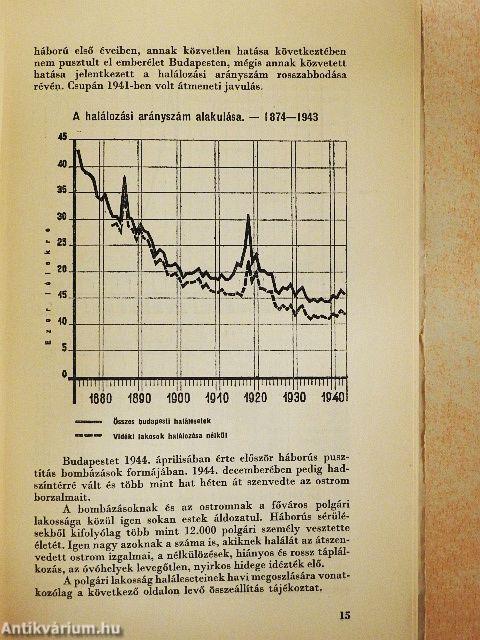 háború első éveiben, annak közvetlen hatása következtében
nem pusztult el emberélet Budapesten, mégis annak közvetett
hatása jelentkezett a halálozási arányszám rosszabbodása
révén. Csupán 1941-ben volt átmeneti javulás.
A halálozási arányszám alakulása. — 1874—1943
45
40
35
30
25
20
15
45
5
0
Ezer lélekre
1880 1890 1900 1910 1920 1930 1940
Összes budapesti halálesetek
Vidéki lakosok halálozása nélkül
Budapestet 1944. áprilisában érte először háborús pusz-
títás bombázások formájában. 1944. decemberében pedig had-
színtérré vált és több mint hat héten át szenvedte az ostrom
borzalmait.
A bombázásoknak és az ostromnak a főváros polgári
lakossága közül igen sokan estek áldozatul. Háborús sérülé-
sekből kifolyólag több mint 12.000 polgári személy vesztette
életét. Igen nagy azoknak a száma is, akiknek halálát az átszen-
vedett ostrom izgalmai, a nélkülözések, hiányos és rossz táplál-
kozás, az óvóhelyek levegőtlen, nyirkos hidege idézték elő.
A polgári lakosság haláleseteinek havi megoszlására vonat-
kozólag a következő oldalon levő összeállítás tájékoztat.
15
Antikvárium.hu